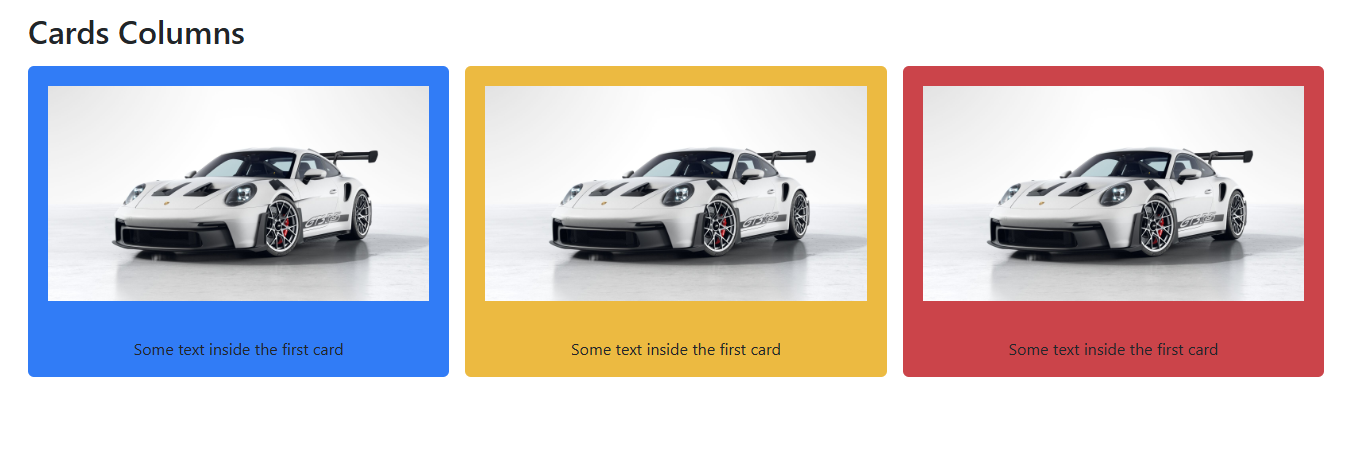 Cards Columns
Some text inside the first card
Some text inside the first card
Some text inside the first card